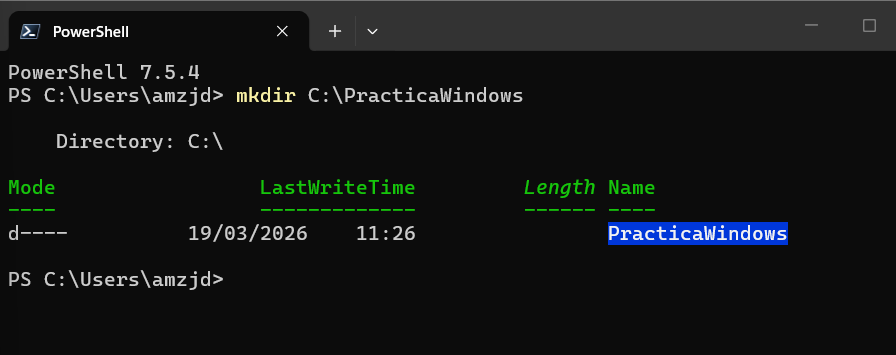 PowerShell
PowerShell 7.5.4
PS C:\Users\amzjd> mkdir C:\PracticaWindows
    Directory: C:\
Mode                 LastWriteTime         Length Name
----                 -------------         ------ ----
d----          19/03/2026    11:26                PracticaWindows
PS C:\Users\amzjd>